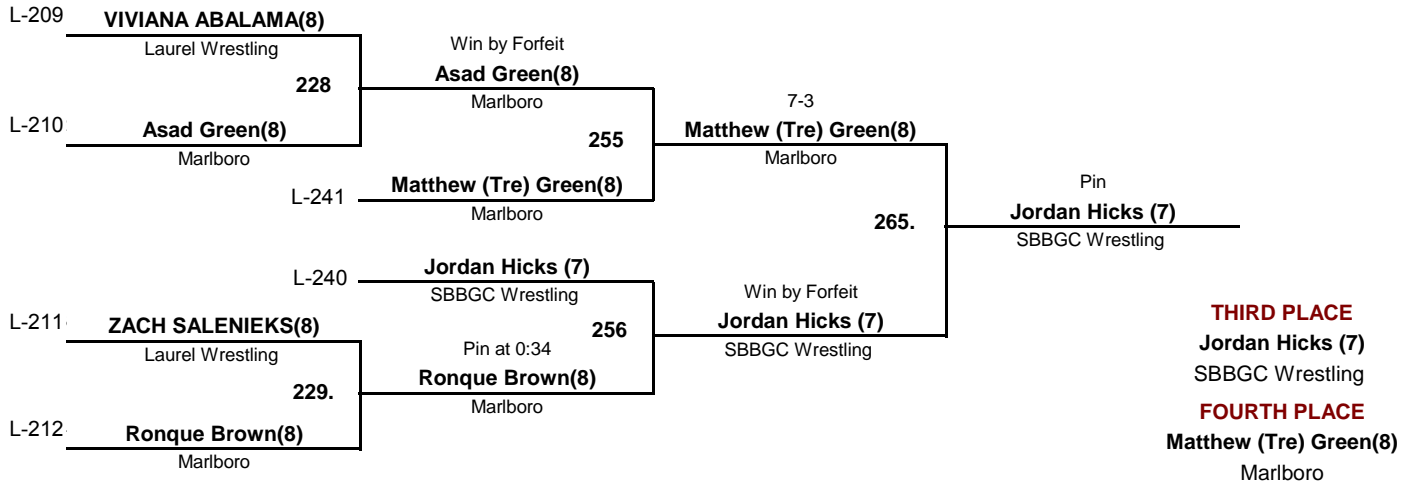 L-209
VIVIANA ABALAMA(8)
Laurel Wrestling
228
L-210
Asad Green(8)
Marlboro
Win by Forfeit
Asad Green(8)
Marlboro
255
L-241
Matthew (Tre) Green(8)
Marlboro
7-3
Matthew (Tre) Green(8)
Marlboro
265.
Pin
Jordan Hicks (7)
SBBGC Wrestling
L-240
Jordan Hicks (7)
SBBGC Wrestling
256
L-211
ZACH SALENIEKS(8)
Laurel Wrestling
229.
L-212
Ronque Brown(8)
Marlboro
Pin at 0:34
Ronque Brown(8)
Marlboro
Win by Forfeit
Jordan Hicks (7)
SBBGC Wrestling
THIRD PLACE
Jordan Hicks (7)
SBBGC Wrestling
FOURTH PLACE
Matthew (Tre) Green(8)
Marlboro